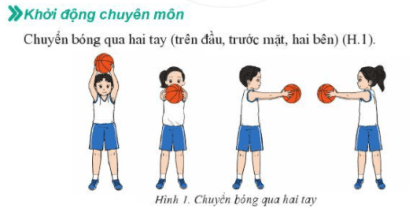 Khởi động chuyên môn
Chuyển bóng qua hai tay (trên đầu, trước mặt, hai bên) (H.1).
Hình 1. Chuyền bóng qua hai tay